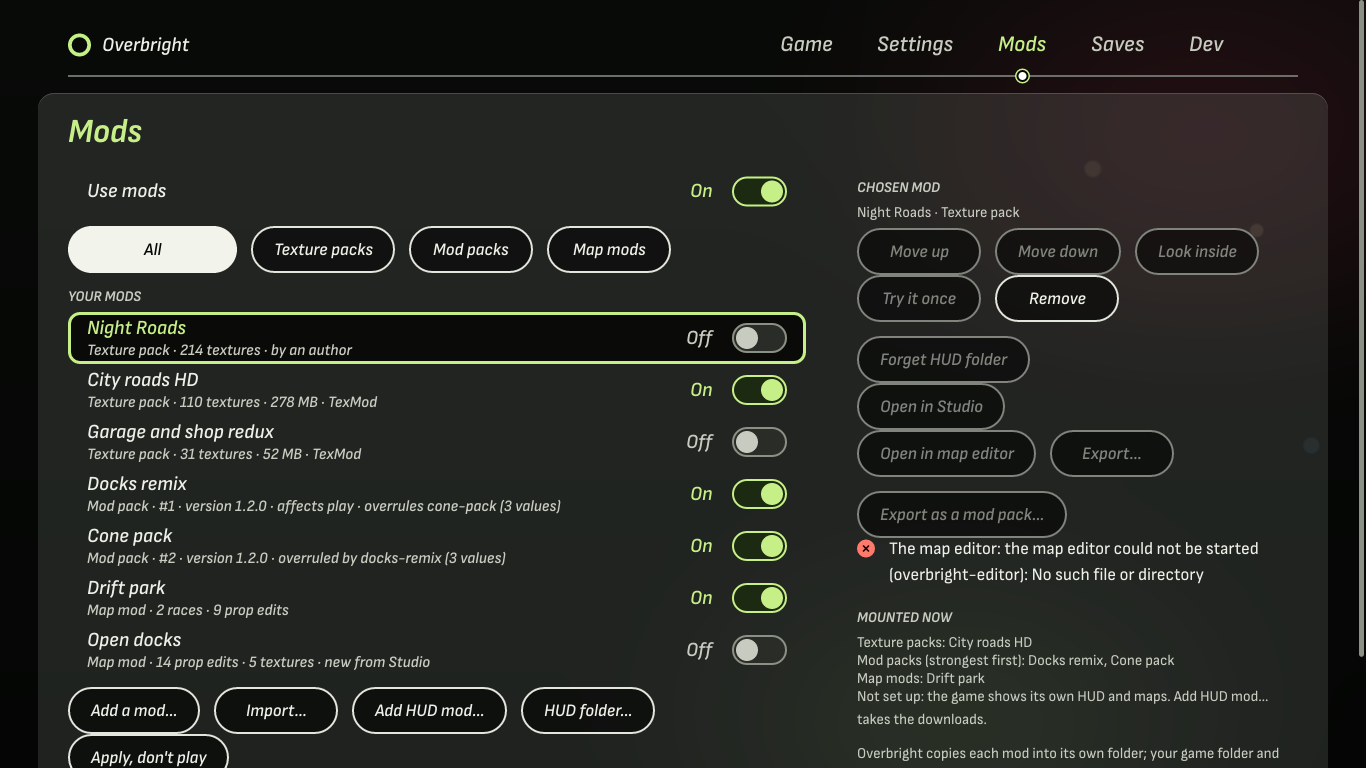 Overbright
Game
Settings
Mods
Saves
Dev
Mods
Use mods
On
All
Texture packs
Mod packs
Map mods
YOUR MODS
Night Roads
Texture pack · 214 textures · by an author
Off
City roads HD
Texture pack · 110 textures · 278 MB · TexMod
On
Garage and shop redux
Texture pack · 31 textures · 52 MB · TexMod
Off
Docks remix
Mod pack · #1 · version 1.2.0 · affects play · overrules cone-pack (3 values)
On
Cone pack
Mod pack · #2 · version 1.2.0 · overruled by docks-remix (3 values)
On
Drift park
Map mod · 2 races · 9 prop edits
On
Open docks
Map mod · 14 prop edits · 5 textures · new from Studio
Off
Add a mod...
Import...
Add HUD mod...
HUD folder...
Apply, don't play
CHOSEN MOD
Night Roads · Texture pack
Move up
Move down
Look inside
Try it once
Remove
Forget HUD folder
Open in Studio
Open in map editor
Export...
Export as a mod pack...
The map editor: the map editor could not be started
(overbright-editor): No such file or directory
MOUNTED NOW
Texture packs: City roads HD
Mod packs (strongest first): Docks remix, Cone pack
Map mods: Drift park
Not set up: the game shows its own HUD and maps. Add HUD mod...
takes the downloads.
Overbright copies each mod into its own folder; your game folder and